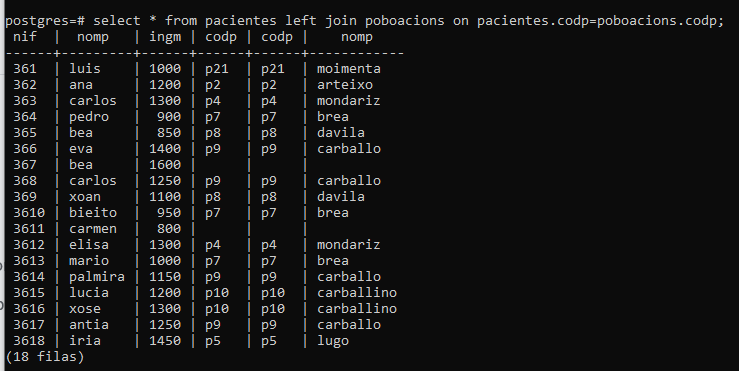 postgres=# select * from pacientes left join poboacions on pacientes.codp=poboacions.codp;
 nif  |  nomp   | ingm | codp | codp |    nomp
------+---------+------+------+------+------------
 361  | luis    | 1000 | p21  | p21  | moimenta
 362  | ana     | 1200 | p2   | p2   | arteixo
 363  | carlos  | 1300 | p4   | p4   | mondariz
 364  | pedro   |  900 | p7   | p7   | brea
 365  | bea     |  850 | p8   | p8   | davila
 366  | eva     | 1400 | p9   | p9   | carballo
 367  | bea     | 1600 |      |      |
 368  | carlos  | 1250 | p9   | p9   | carballo
 369  | xoan    | 1100 | p8   | p8   | davila
 3610 | bieito  |  950 | p7   | p7   | brea
 3611 | carmen  |  800 |      |      |
 3612 | elisa   | 1300 | p4   | p4   | mondariz
 3613 | mario   | 1000 | p7   | p7   | brea
 3614 | palmira | 1150 | p9   | p9   | carballo
 3615 | lucia   | 1200 | p10  | p10  | carballino
 3616 | xose    | 1300 | p10  | p10  | carballino
 3617 | antia   | 1250 | p9   | p9   | carballo
 3618 | iria    | 1450 | p5   | p5   | lugo
(18 filas)